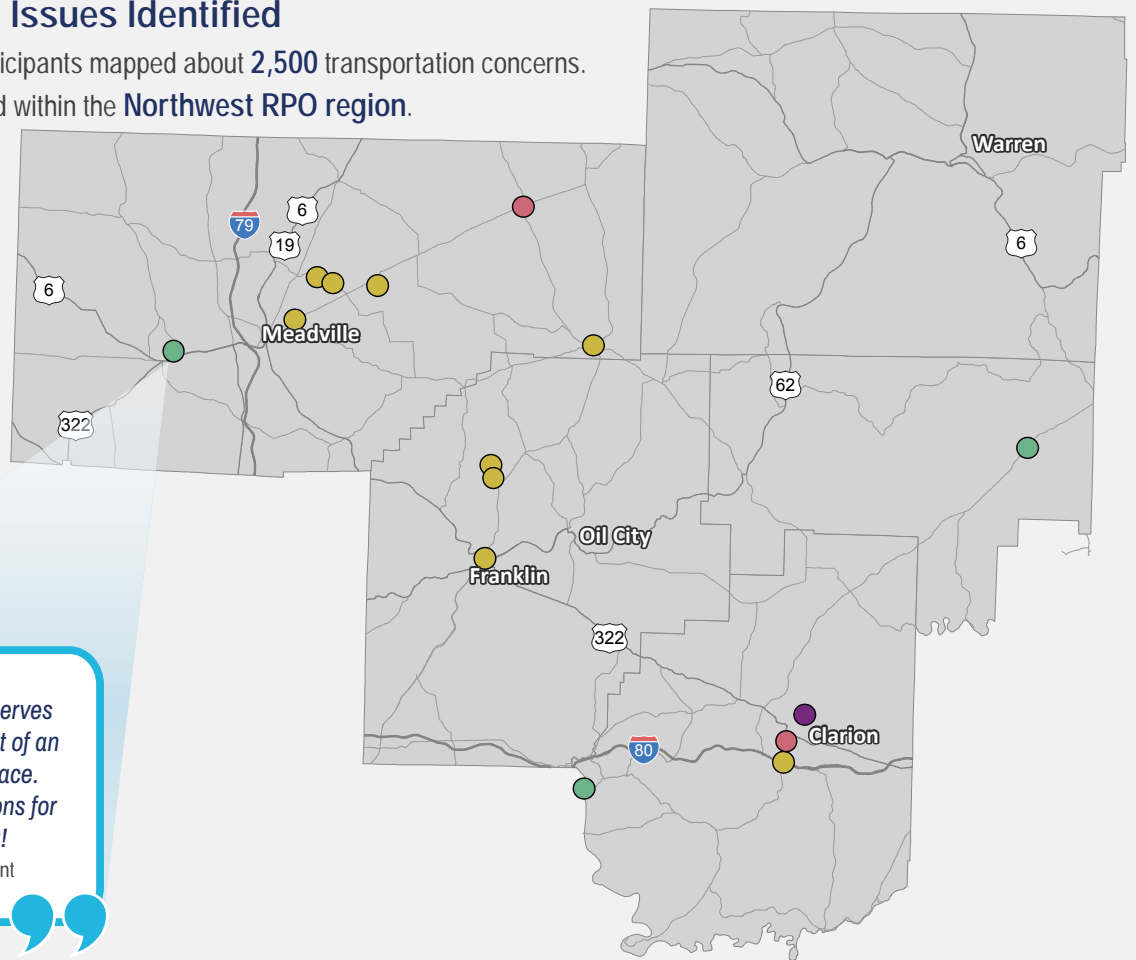 Issues Identified
icipants mapped about 2,500 transportation concerns.
d within the Northwest RPO region.
Warren
6
79
19
6
6
Meadville
62
322
Oil City
Franklin
322
erves
t of an
ace.
Clarion
80
ons for
!
nt